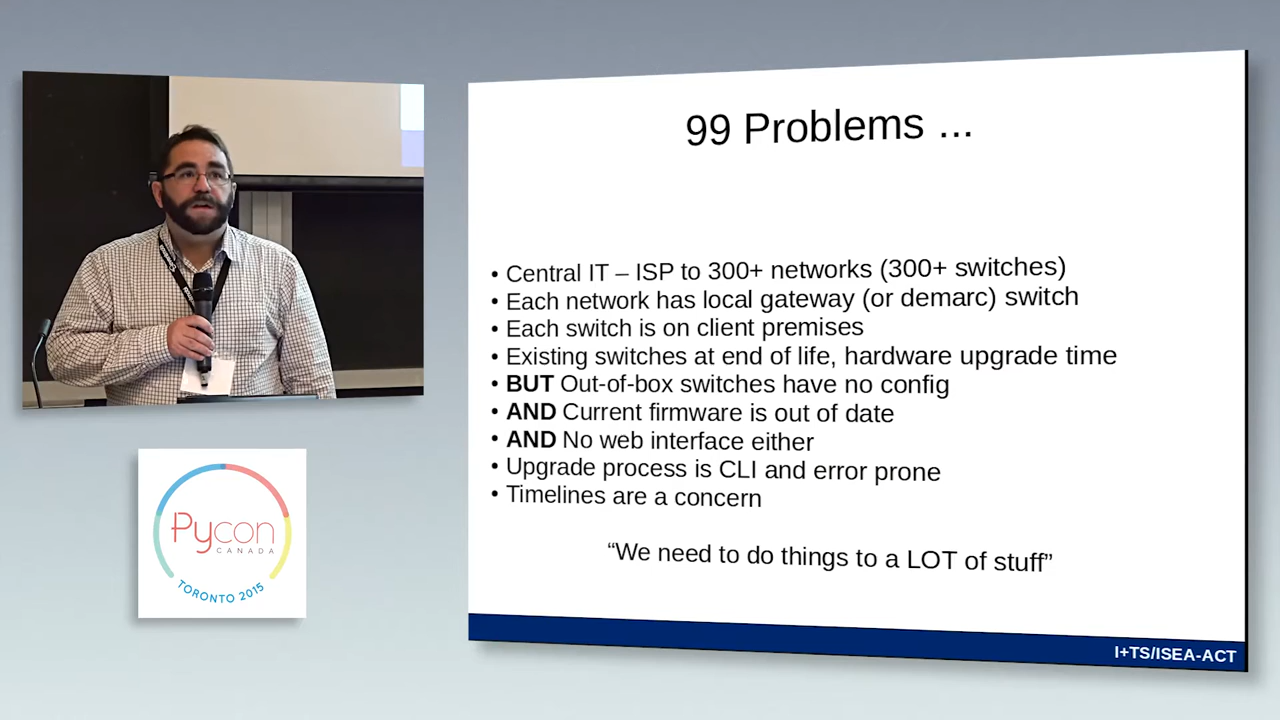 99 Problems ...
• Central IT – ISP to 300+ networks (300+ switches)
• Each network has local gateway (or demarc) switch
• Each switch is on client premises
• Existing switches at end of life, hardware upgrade time
• BUT Out-of-box switches have no config
• AND Current firmware is out of date
• AND No web interface either
• Upgrade process is CLI and error prone
• Timelines are a concern
“We need to do things to a LOT of stuff”
I+TS/ISEA-ACT
Pycon
CANADA
TORONTO 2015